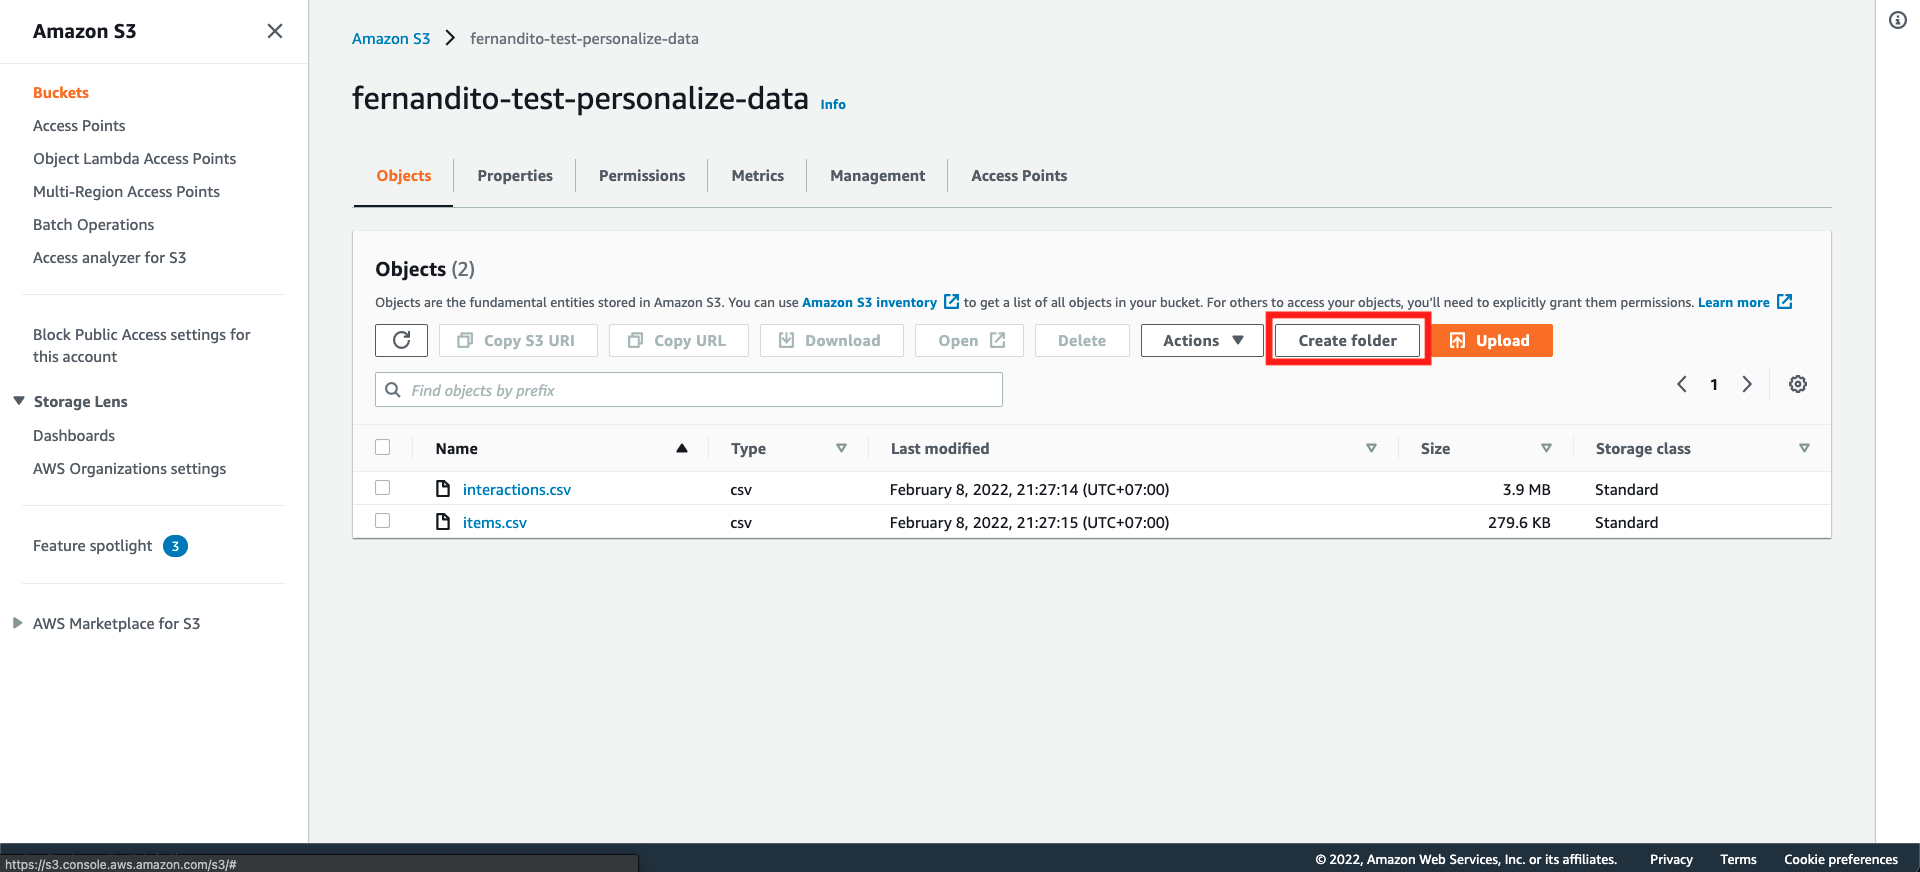 Amazon S3
Buckets
Access Points
Object Lambda Access Points
Multi-Region Access Points
Batch Operations
Access analyzer for S3
Block Public Access settings for
this account
Storage Lens
Dashboards
AWS Organizations settings
Feature spotlight 3
AWS Marketplace for S3
Amazon S3 fernandito-test-personalize-data
fernandito-test-personalize-data Info
Objects Properties Permissions Metrics Management Access Points
Objects (2)
Objects are the fundamental entities stored in Amazon S3. You can use Amazon S3 inventory to get a list of all objects in your bucket. For others to access your objects, you'll need to explicitly grant them permissions. Learn more
Copy S3 URI Copy URL Download Open Delete Actions Create folder Upload
Find objects by prefix 1
Name Type Last modified Size Storage class
interactions.csv csv February 8, 2022, 21:27:14 (UTC+07:00) 3.9 MB Standard
items.csv csv February 8, 2022, 21:27:15 (UTC+07:00) 279.6 KB Standard
https://s3.console.aws.amazon.com/s3/#
© 2022, Amazon Web Services, Inc. or its affiliates. Privacy Terms Cookie preferences